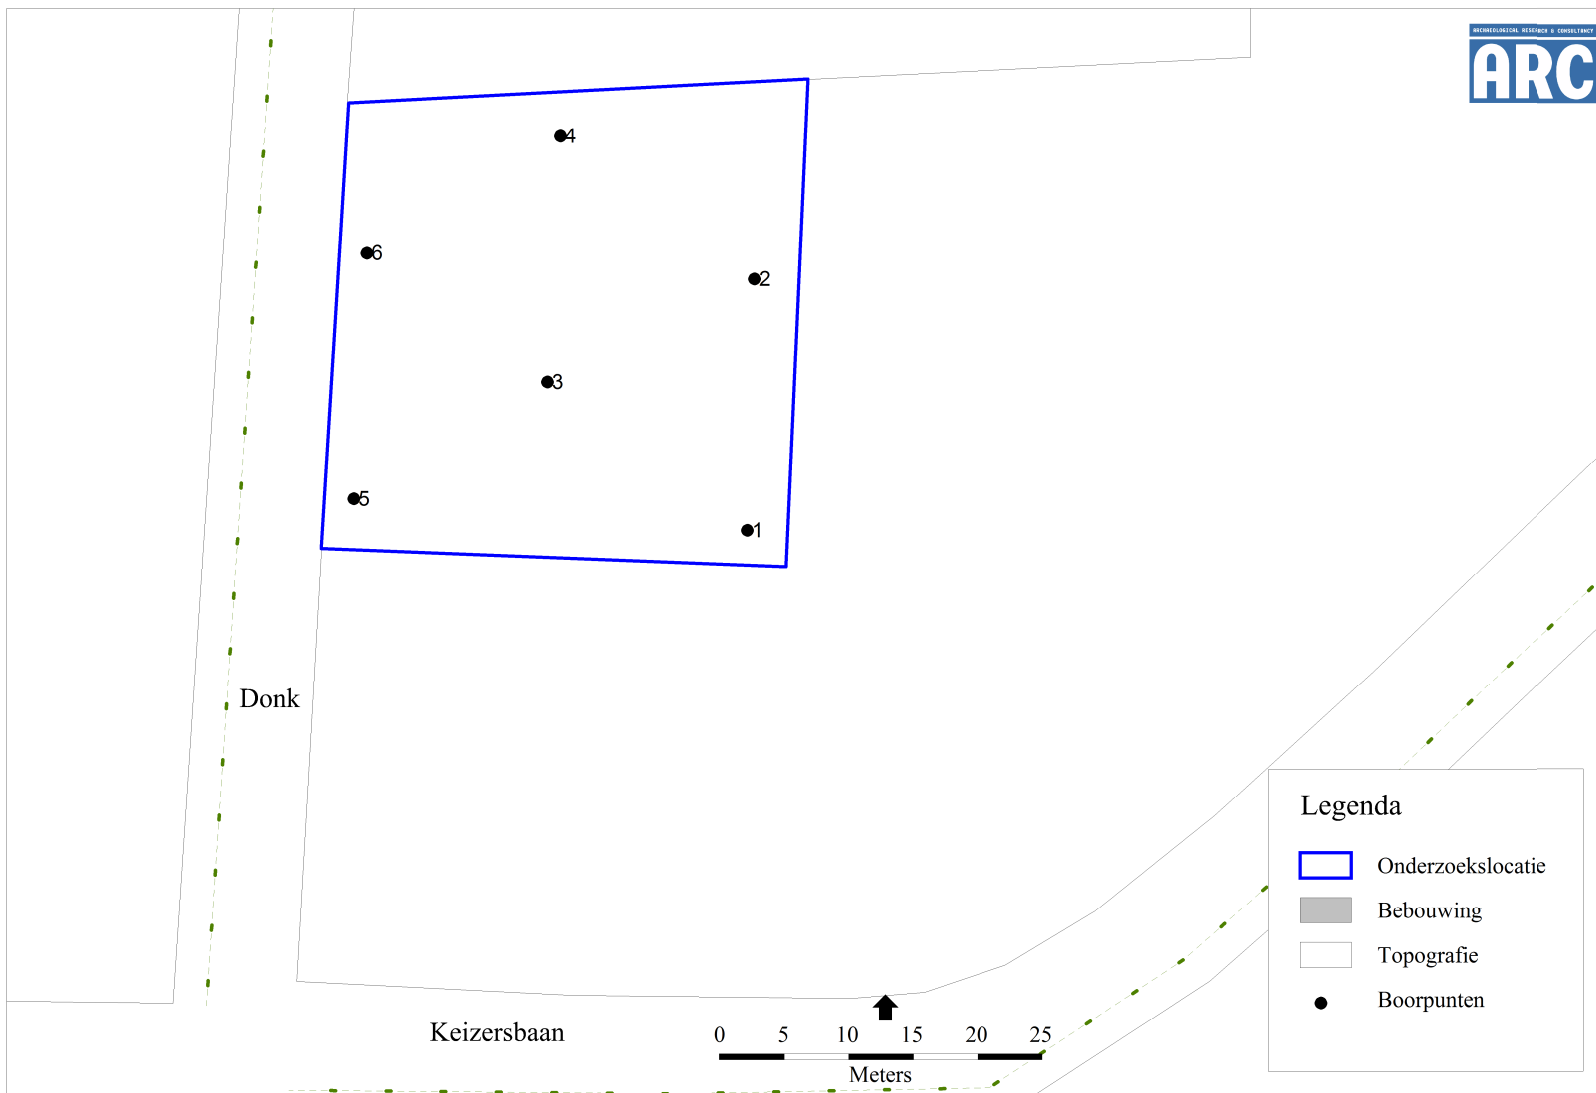 ARCHAEOLOGICAL RESEARCH & CONSULTANCY
ARC
4
6
2
3
5
1
Donk
Keizersbaan
0 5 10 15 20 25
Meters
Legenda
Onderzoekslocatie
Bebouwing
Topografie
Boorpunten